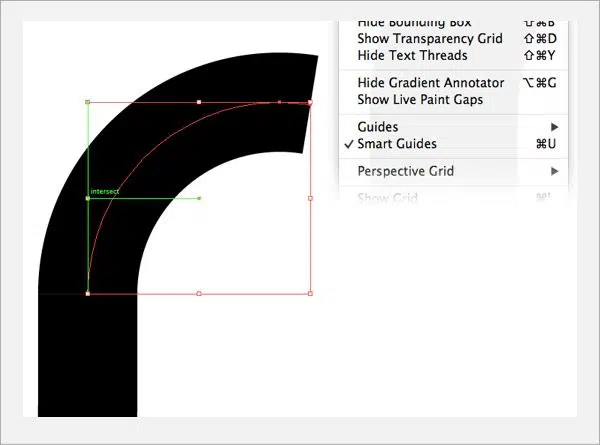 Hide Bounding Box ⇧⌘B
Show Transparency Grid ⇧⌘D
Hide Text Threads ⇧⌘Y
Hide Gradient Annotator ⌥⌘G
Show Live Paint Gaps
Guides ▶
✓ Smart Guides ⌘U
Perspective Grid ▶
Show Grid
intersect